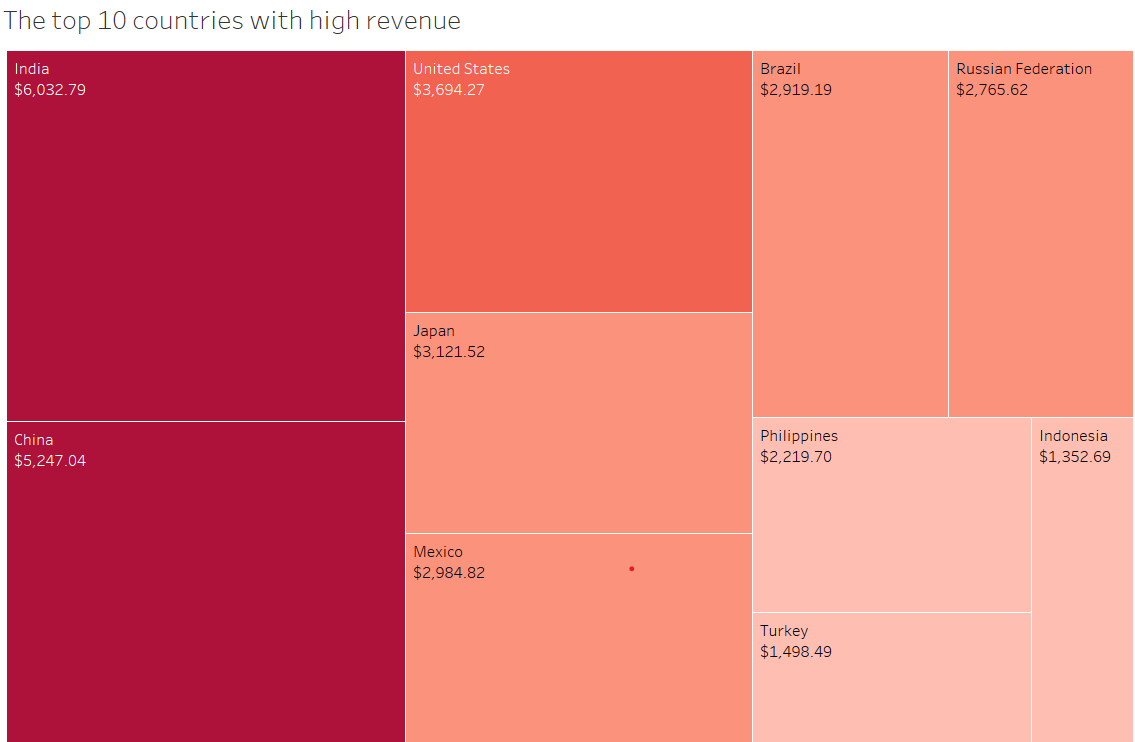 The top 10 countries with high revenue
India
$6,032.79
China
$5,247.04
United States
$3,694.27
Japan
$3,121.52
Mexico
$2,984.82
Brazil
$2,919.19
Russian Federation
$2,765.62
Philippines
$2,219.70
Turkey
$1,498.49
Indonesia
$1,352.69